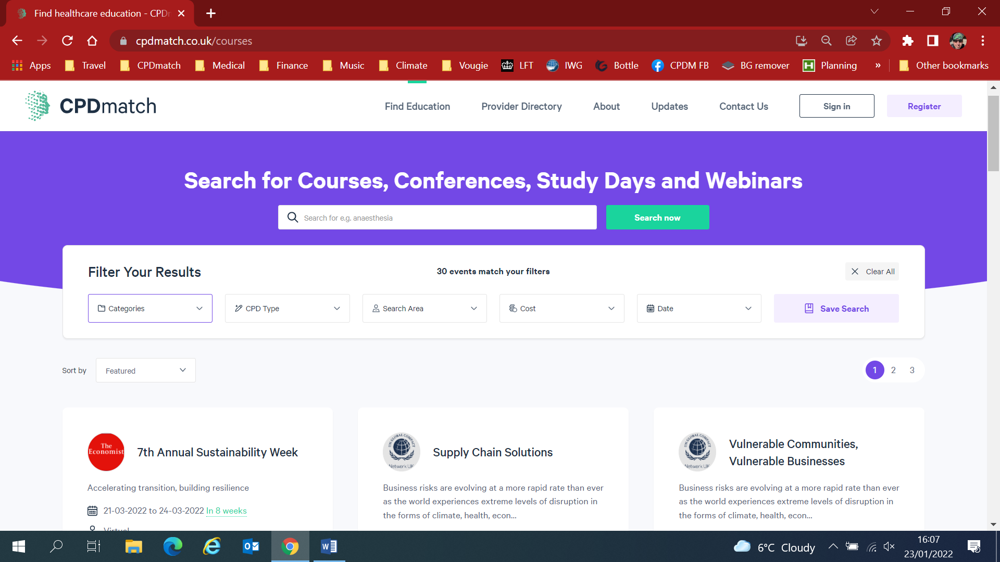 Find healthcare education - CPDr
cpdmatch.co.uk/courses
Apps Travel CPDmatch Medical Finance Music Climate Vougie LFT IWG Bottle CPDM FB BG remover Planning » Other bookmarks
CPDmatch Find Education Provider Directory About Updates Contact Us Sign in Register
Search for Courses, Conferences, Study Days and Webinars
Search for e.g. anaesthesia Search now
Filter Your Results 30 events match your filters Clear All
Categories CPD Type Search Area Cost Date Save Search
Sort by Featured 1 2 3
The
Economist
7th Annual Sustainability Week
Accelerating transition, building resilience
21-03-2022 to 24-03-2022 In 8 weeks
Virtual
UN GLOBAL COMPACT
Network UK
Supply Chain Solutions
Business risks are evolving at a more rapid rate than ever
as the world experiences extreme levels of disruption in
the forms of climate, health, econ...
UN GLOBAL COMPACT
Network UK
Vulnerable Communities,
Vulnerable Businesses
Business risks are evolving at a more rapid rate than ever
as the world experiences extreme levels of disruption in
the forms of climate, health, econ...
6°C Cloudy
16:07
23/01/2022